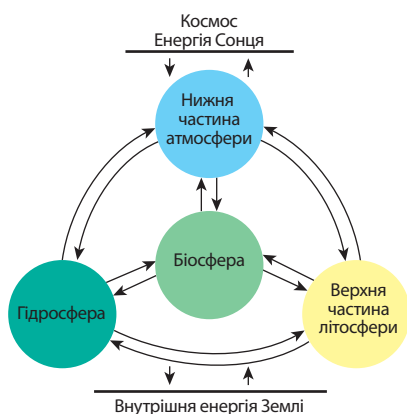 Космос
Енергія Сонця
Нижня
частина
атмосфери
Біосфера
Гідросфера
Верхня
частина
літосфери
Внутрішня енергія Землі